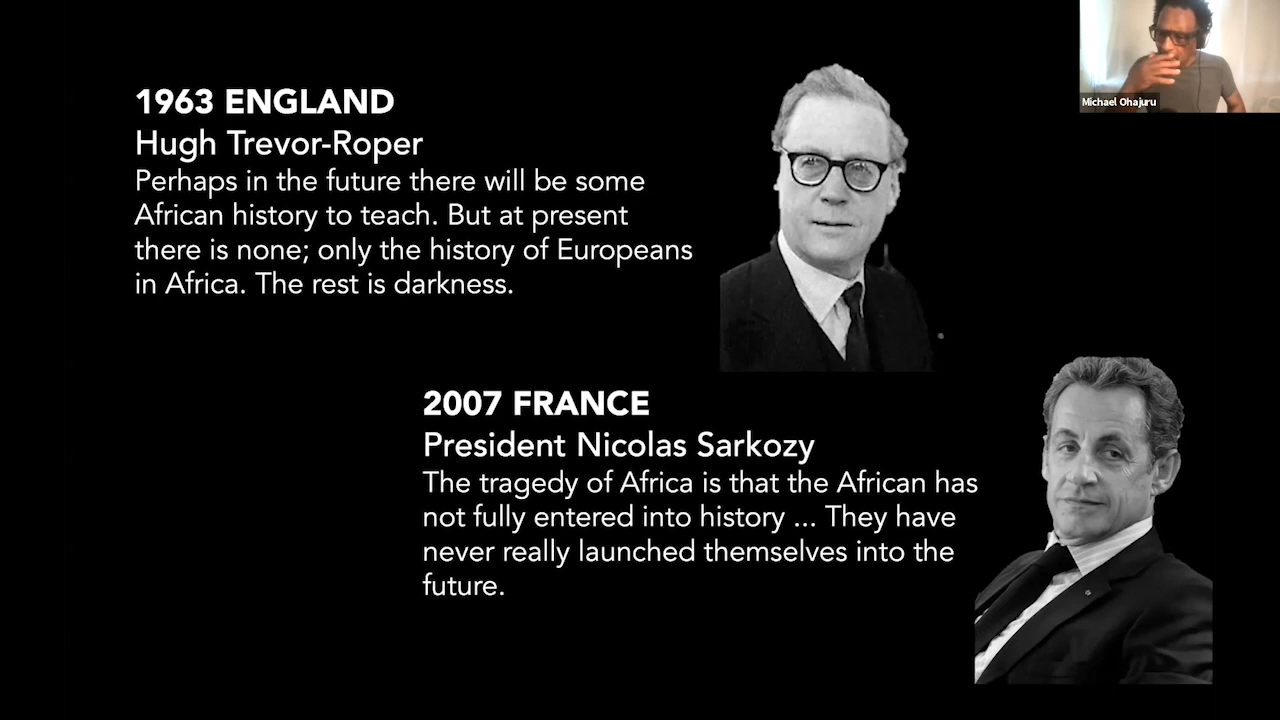 Michael Ohajuru
1963 ENGLAND
Hugh Trevor-Roper
Perhaps in the future there will be some
African history to teach. But at present
there is none; only the history of Europeans
in Africa. The rest is darkness.
2007 FRANCE
President Nicolas Sarkozy
The tragedy of Africa is that the African has
not fully entered into history ... They have
never really launched themselves into the
future.